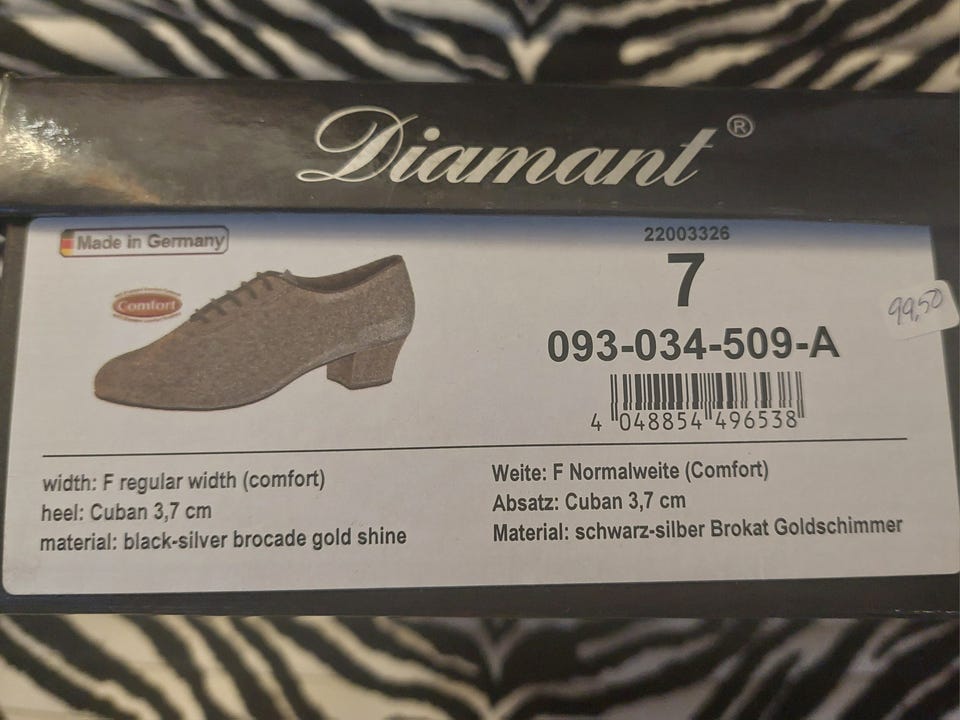 Diamant®
Made in Germany
Comfort
22003326
7
093-034-509-A
99,50
4 048854 496538
width: F regular width (comfort)
heel: Cuban 3,7 cm
material: black-silver brocade gold shine
Weite: F Normalweite (Comfort)
Absatz: Cuban 3,7 cm
Material: schwarz-silber Brokat Goldschimmer